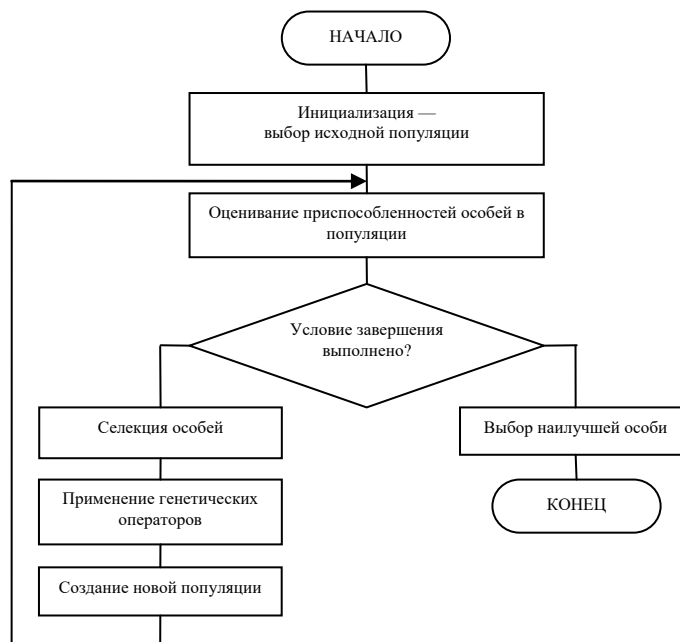 НАЧАЛО
Инициализация —
выбор исходной популяции
Оценивание приспособленностей особей в
популяции
Условие завершения
выполнено?
Селекция особей
Выбор наилучшей особи
Применение генетических
операторов
КОНЕЦ
Создание новой популяции